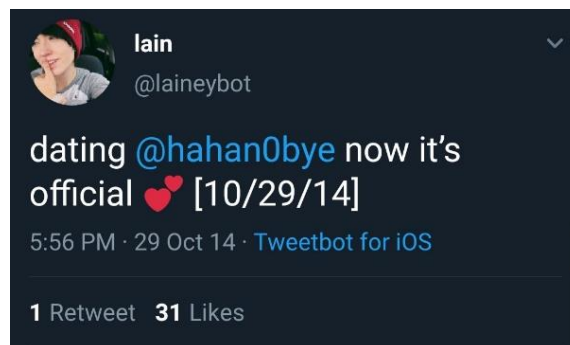 lain
@laineybot
dating @hahan0bye now it's
official 💕 [10/29/14]
5:56 PM · 29 Oct 14 · Tweetbot for iOS
1 Retweet 31 Likes